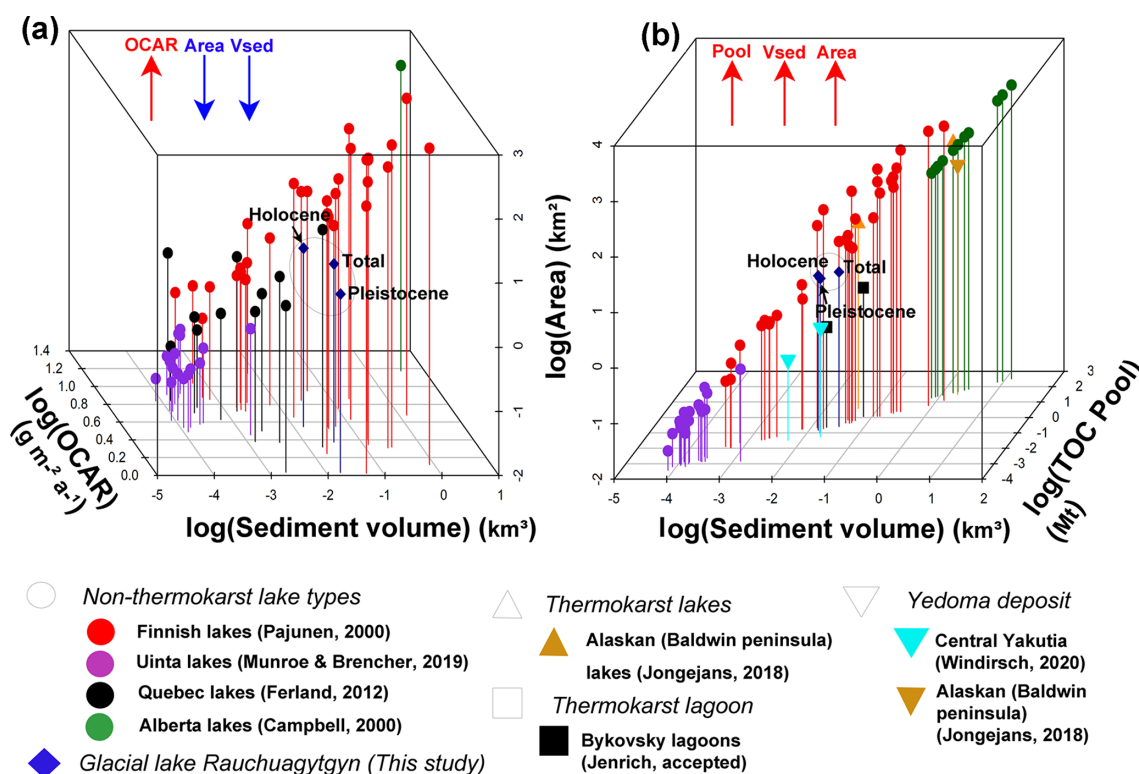 (a)
OCAR Area Vsed
Holocene
Total
Pleistocene
3
2
1
0
-1
-2
1.4
1.2
1.0
0.8
0.6
0.4
0.2
0.0
log(OCAR)
(g m-² a-¹)
-5 -4 -3 -2 -1 0 1
log(Sediment volume) (km³)
(b)
Pool Vsed Area
Holocene
Total
Pleistocene
4
3
2
1
0
-1
-2
log(Area) (km²)
-4 -3 -2 -1 0 1 2
log(Sediment volume) (km³)
3
2
1
0
-1
-2
-3
-4
log(TOC Pool)
(Mt)
Non-thermokarst lake types
Finnish lakes (Pajunen, 2000)
Uinta lakes (Munroe & Brencher, 2019)
Quebec lakes (Ferland, 2012)
Alberta lakes (Campbell, 2000)
Glacial lake Rauchuagytgyn (This study)
Thermokarst lakes
Alaskan (Baldwin peninsula)
lakes (Jongejans, 2018)
Thermokarst lagoon
Bykovsky lagoons
(Jenrich, accepted)
Yedoma deposit
Central Yakutia
(Windirsch, 2020)
Alaskan (Baldwin
peninsula)
(Jongejans, 2018)